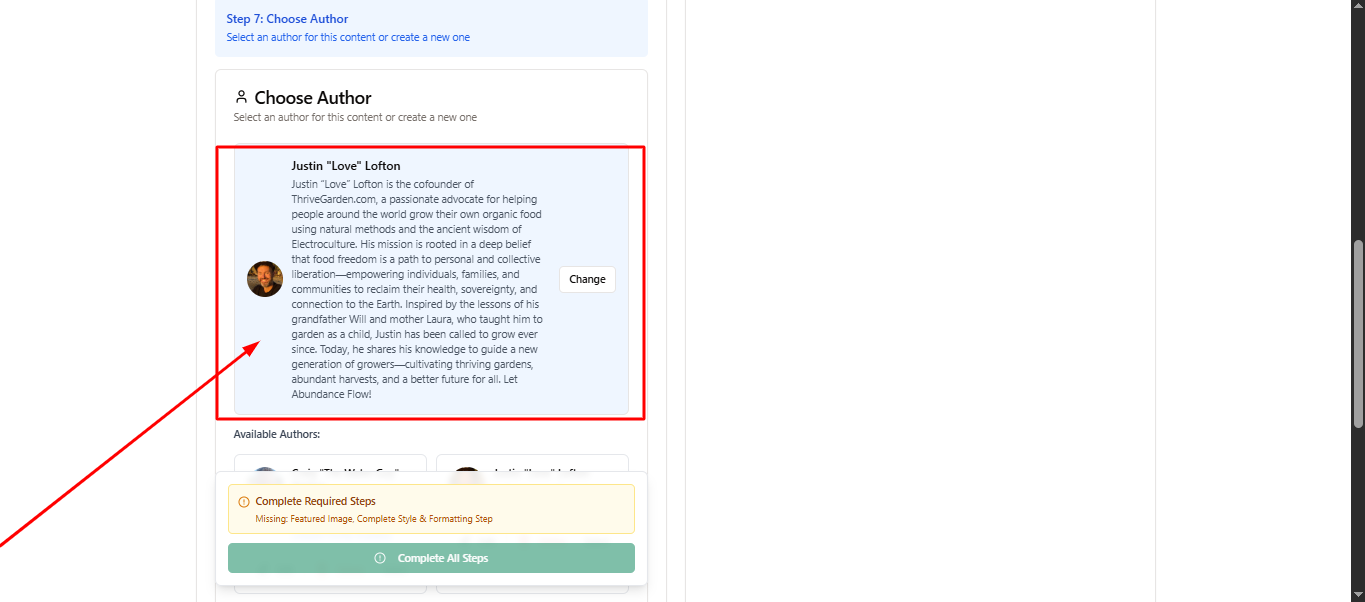 Step 7: Choose Author
Select an author for this content or create a new one
Choose Author
Select an author for this content or create a new one
Justin "Love" Lofton
Justin “Love” Lofton is the cofounder of
ThriveGarden.com, a passionate advocate for helping
people around the world grow their own organic food
using natural methods and the ancient wisdom of
Electroculture. His mission is rooted in a deep belief
that food freedom is a path to personal and collective
liberation—empowering individuals, families, and
communities to reclaim their health, sovereignty, and
connection to the Earth. Inspired by the lessons of his
grandfather Will and mother Laura, who taught him to
garden as a child, Justin has been called to grow ever
since. Today, he shares his knowledge to guide a new
generation of growers—cultivating thriving gardens,
abundant harvests, and a better future for all. Let
Abundance Flow!
Change
Available Authors:
Complete Required Steps
Missing: Featured Image, Complete Style & Formatting Step
Complete All Steps